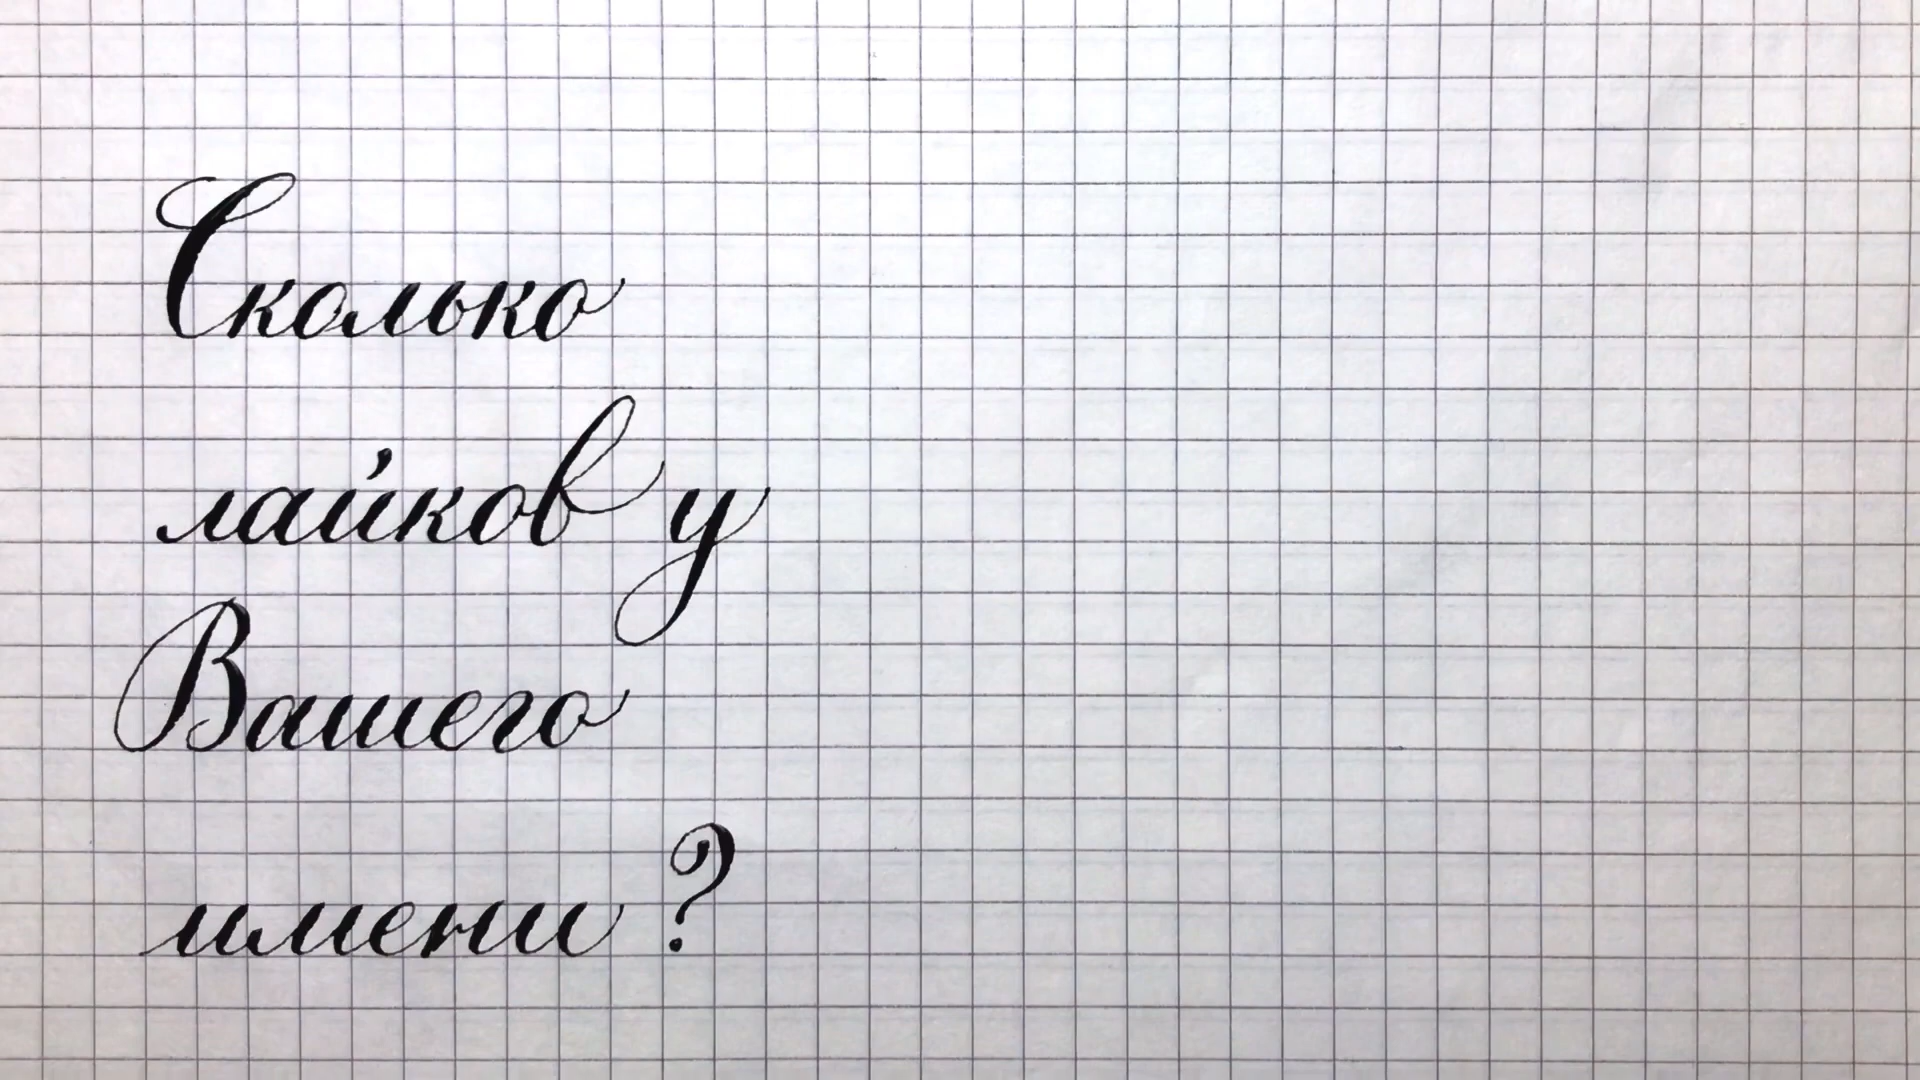 Сколько
лайков у
Вашего
имени?